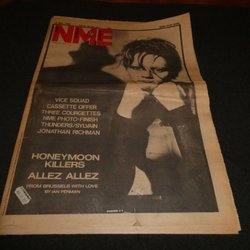 NME
VICE SQUAD
CASSETTE OFFER
THREE COURGETTES
NME PHOTO-FINISH
THUNDERS/SYLVAIN
JONATHAN RICHMAN
HONEYMOON
KILLERS
ALLEZ ALLEZ
FROM BRUSSELS WITH LOVE
BY IAN PENMAN